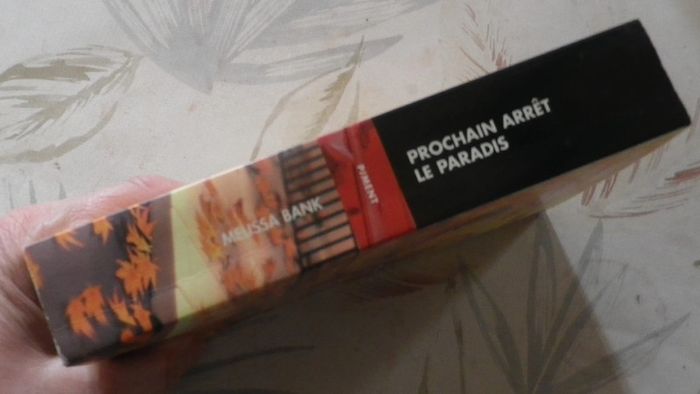 MELISSA BANK
PIMENT
PROCHAIN ARRÊT
LE PARADIS